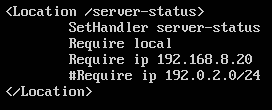 <Location /server-status>
        SetHandler server-status
        Require local
        Require ip 192.168.8.20
        #Require ip 192.0.2.0/24
</Location>